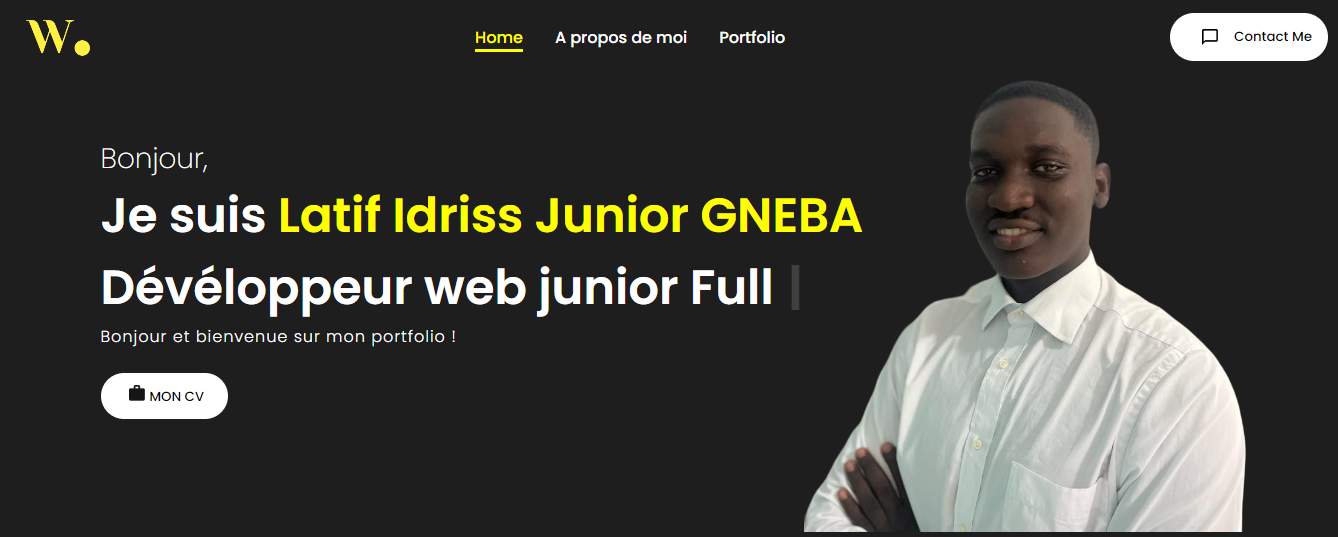 W.
Home
A propos de moi
Portfolio
Contact Me
Bonjour,
Je suis Latif Idriss Junior GNEBA
Dévéloppeur web junior Full |
Bonjour et bienvenue sur mon portfolio !
MON CV